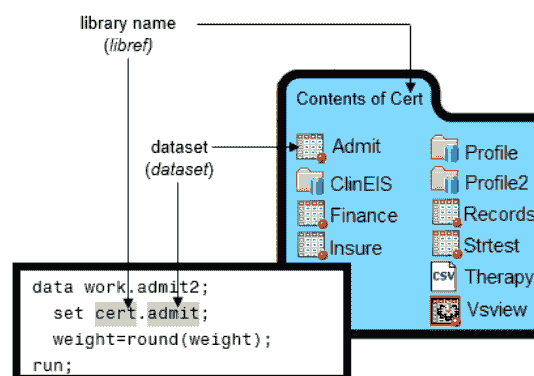 library name
(libref)
Contents of Cert
dataset
(dataset)
Admit
ClinEIS
Finance
Insure
Profile
Profile2
Records
Strtest
CSV
Therapy
Vsview
data work.admit2;
set cert.admit;
weight=round(weight);
run;